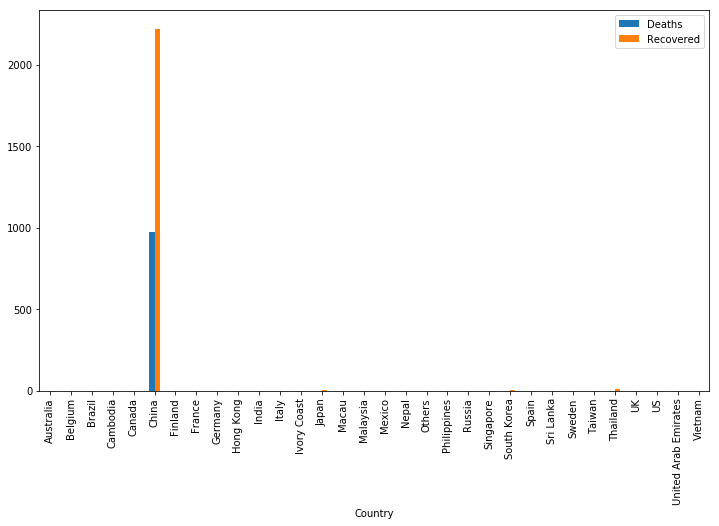 Deaths
Recovered
2000
1500
1000
500
0
Australia
Belgium
Brazil
Cambodia
Canada
China
Finland
France
Germany
Hong Kong
India
Italy
Ivory Coast
Japan
Macau
Malaysia
Mexico
Nepal
Others
Philippines
Russia
Singapore
South Korea
Spain
Sri Lanka
Sweden
Taiwan
Thailand
UK
US
United Arab Emirates
Vietnam
Country